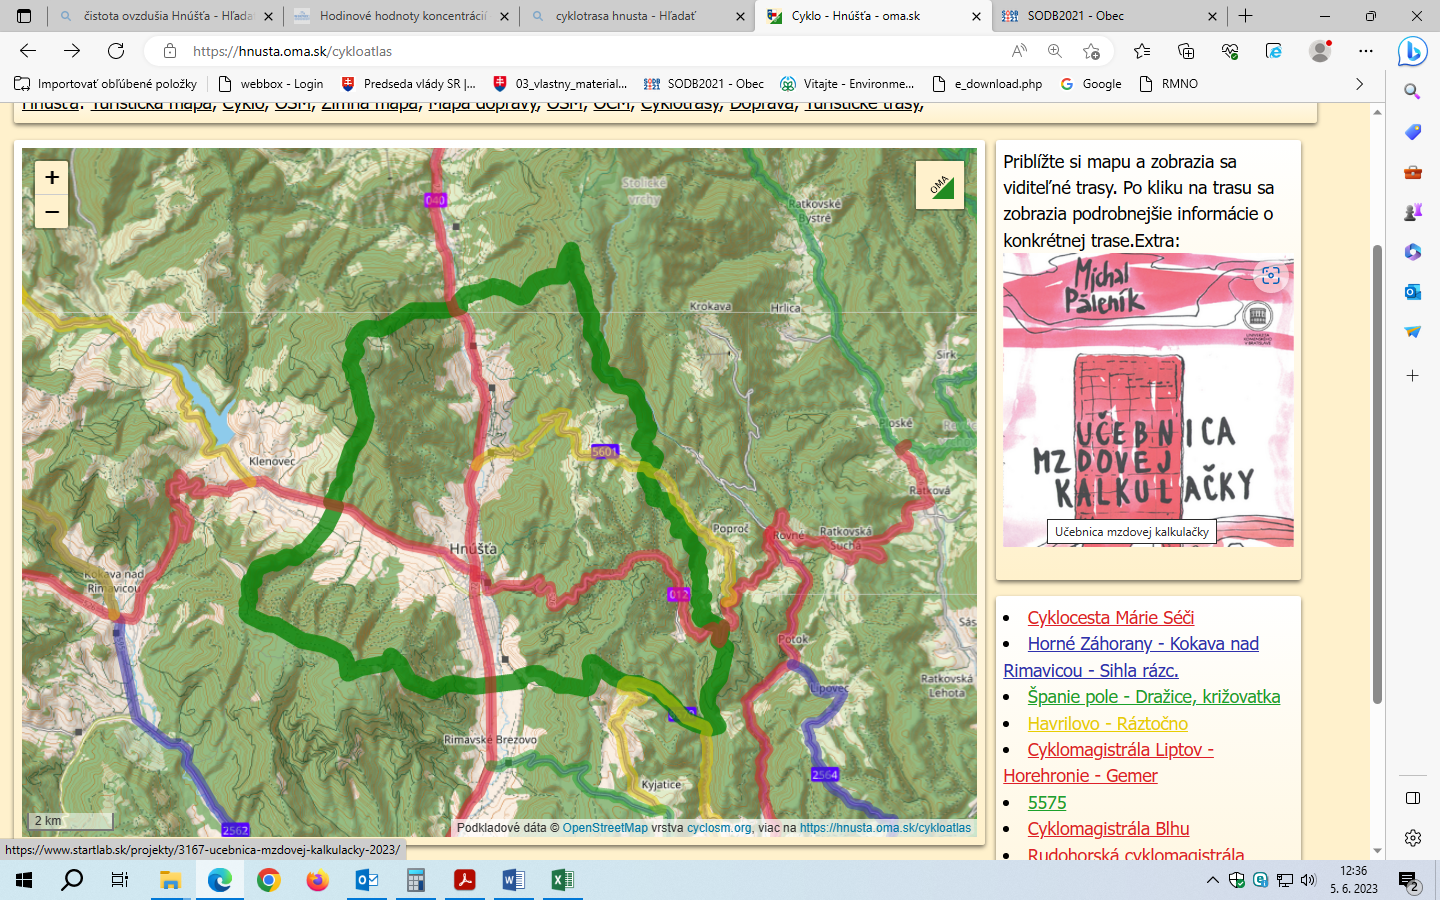 čistota ovzdušia Hnúšťa - Hľada
Hodinové hodnoty koncentrácií
cyklotrasa hnusta - Hľadať
Cyklo - Hnúšťa - oma.sk
SODB2021 - Obec
https://hnusta.oma.sk/cykloatlas
Importovať obľúbené položky
webbox - Login
Predseda vlády SR |...
03_vlastny_material...
SODB2021 - Obec
Vitajte - Environme...
e_download.php
Google
RMNO
Hnúšťa: Turistická mapa, Cyklo, OSM, Zimná mapa, Mapa dopravy, OSM, OCM, Cyklotrasy, Doprava, Turistické trasy,
+
−
OMA
Stolické
vrchy
040
Ratkovské
Bystré
Krokava
Hrlica
Sirk
Ploské
Klenovec
5601
Ratková
Poproč
Rovné
Ratkovská
Suchá
Hnúšťa
Kokava nad
Rimavicou
012
Potok
Ratkovská
Lehota
Lipovec
Rimavské Brezovo
2564
Kyjatice
2562
2 km
Podkladové dáta © OpenStreetMap vrstva cyclosm.org, viac na https://hnusta.oma.sk/cykloatlas
Priblížte si mapu a zobrazia sa
viditeľné trasy. Po kliku na trasu sa
zobrazia podrobnejšie informácie o
konkrétnej trase.Extra:
Michal
Páleník
UČEBNICA
MZDOVEJ
KALKULAČKY
Učebnica mzdovej kalkulačky
Cyklocesta Márie Séči
Horné Záhorany - Kokava nad
Rimavicou - Sihla rázc.
Španie pole - Dražice, križovatka
Havrilovo - Ráztočno
Cyklomagistrála Liptov -
Horehronie - Gemer
5575
Cyklomagistrála Blhu
Rudohorská cyklomagistrála
https://www.startlab.sk/projekty/3167-ucebnica-mzdovej-kalkulacky-2023/
12:36
5. 6. 2023
2